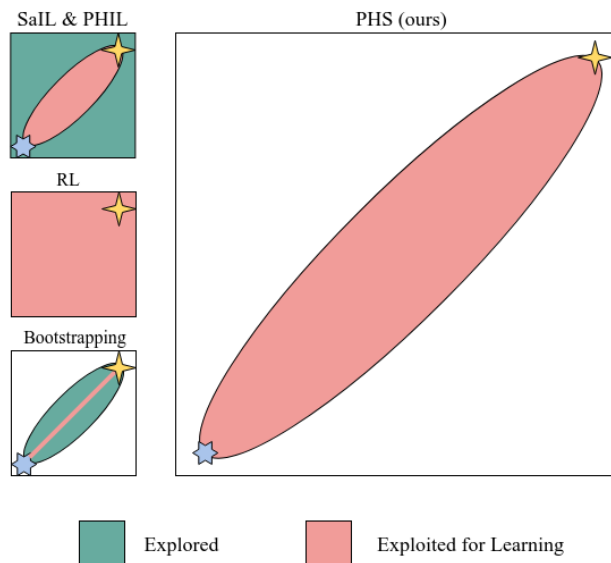 SaIL & PHIL
PHS (ours)
RL
Bootstrapping
Explored
Exploited for Learning